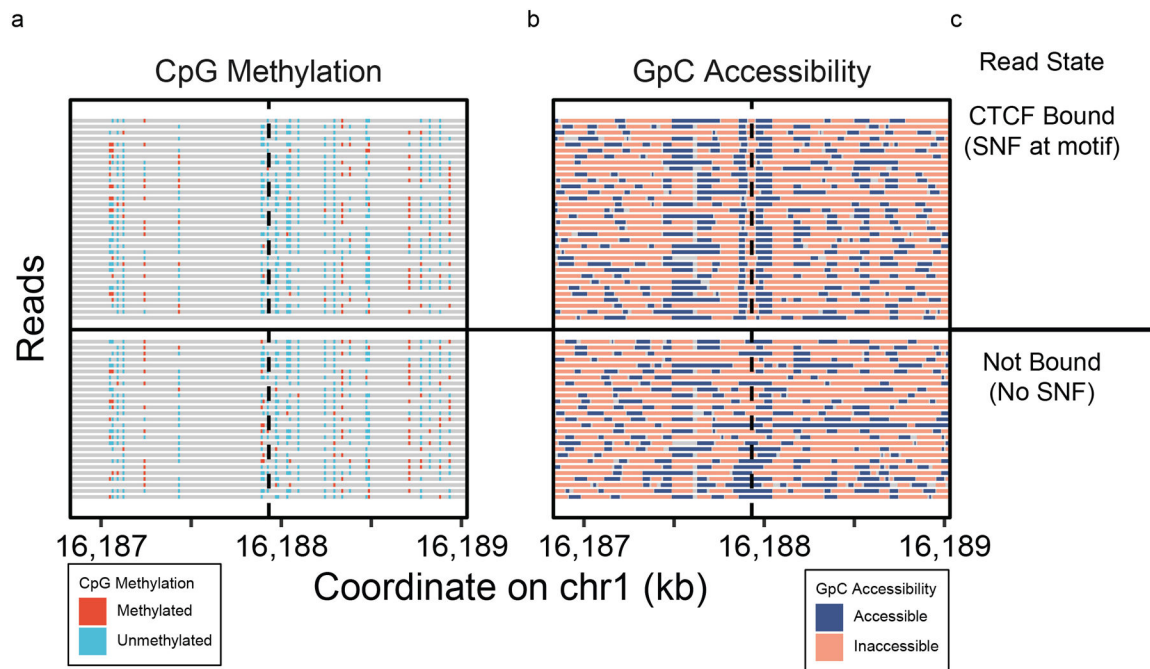 a
b
c
CpG Methylation
GpC Accessibility
Read State
CTCF Bound
(SNF at motif)
Reads
Not Bound
(No SNF)
16,187
16,188
16,189
16,187
16,188
16,189
Coordinate on chr1 (kb)
CpG Methylation
Methylated
Unmethylated
GpC Accessibility
Accessible
Inaccessible